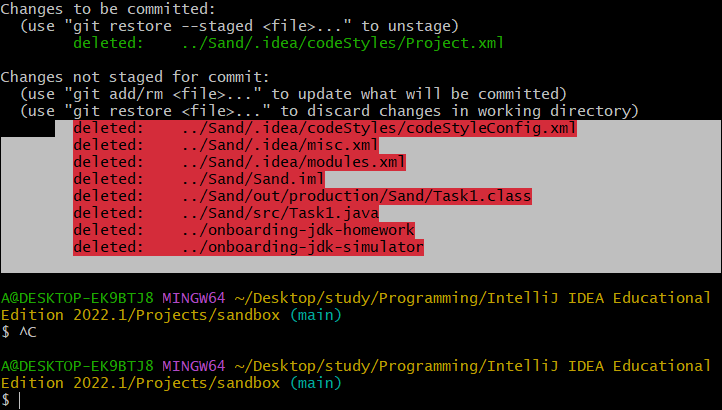 Changes to be committed:
  (use "git restore --staged <file>..." to unstage)
        deleted:    ../Sand/.idea/codeStyles/Project.xml

Changes not staged for commit:
  (use "git add/rm <file>..." to update what will be committed)
  (use "git restore <file>..." to discard changes in working directory)
        deleted:    ../Sand/.idea/codeStyles/codeStyleConfig.xml
        deleted:    ../Sand/.idea/misc.xml
        deleted:    ../Sand/.idea/modules.xml
        deleted:    ../Sand/Sand.iml
        deleted:    ../Sand/out/production/Sand/Task1.class
        deleted:    ../Sand/src/Task1.java
        deleted:    ../onboarding-jdk-homework
        deleted:    ../onboarding-jdk-simulator

A@DESKTOP-EK9BTJ8 MINGW64 ~/Desktop/study/Programming/IntelliJ IDEA Educational
Edition 2022.1/Projects/sandbox (main)
$ ^C

A@DESKTOP-EK9BTJ8 MINGW64 ~/Desktop/study/Programming/IntelliJ IDEA Educational
Edition 2022.1/Projects/sandbox (main)
$